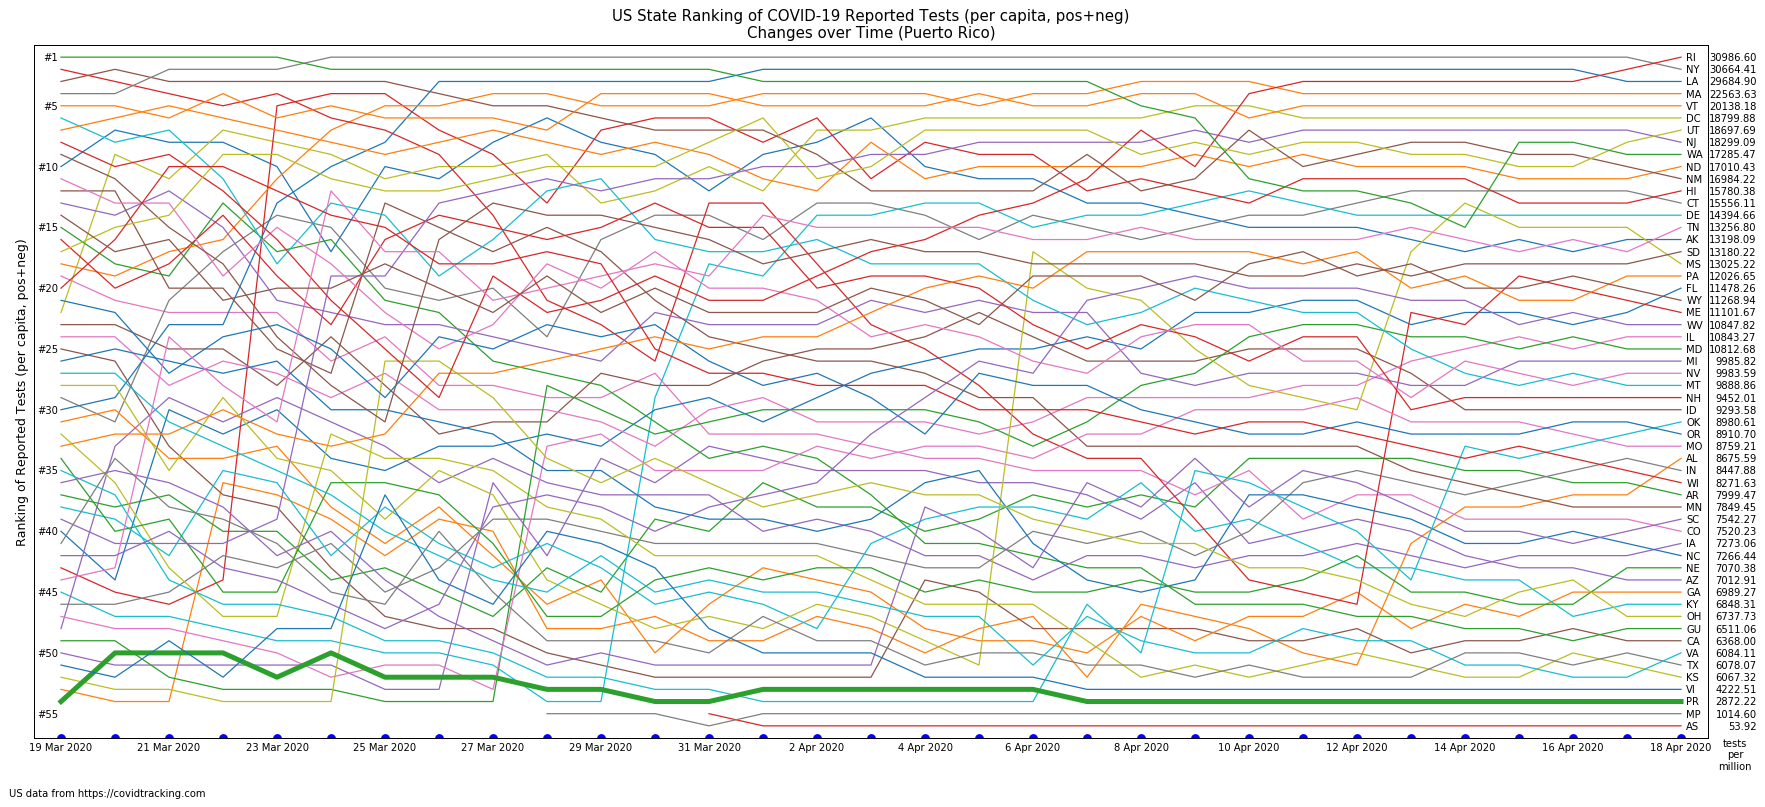 US State Ranking of COVID-19 Reported Tests (per capita, pos+neg)
Changes over Time (Puerto Rico)
Ranking of Reported Tests (per capita, pos+neg)
#1
#5
#10
#15
#20
#25
#30
#35
#40
#45
#50
#55
RI 30986.60
NY 30664.41
LA 29684.90
MA 22563.63
VT 20138.18
DC 18799.88
UT 18697.69
NJ 18299.09
WA 17285.47
ND 17010.43
NM 16984.22
HI 15780.38
CT 15556.11
DE 14394.66
TN 13256.80
AK 13198.09
SD 13180.22
MS 13025.22
PA 12026.65
FL 11478.26
WY 11268.94
ME 11101.67
WV 10847.82
IL 10843.27
MD 10812.68
MI 9985.82
NV 9983.59
MT 9888.86
NH 9452.01
ID 9293.58
OK 8980.61
OR 8910.70
MO 8759.21
AL 8675.59
IN 8447.88
WI 8271.63
AR 7999.47
MN 7849.45
SC 7542.27
CO 7520.23
IA 7273.06
NC 7266.44
NE 7070.38
AZ 7012.91
GA 6989.27
KY 6848.31
OH 6737.73
GU 6511.06
CA 6368.00
VA 6084.11
TX 6078.07
KS 6067.32
VI 4222.51
PR 2872.22
MP 1014.60
AS 53.92
19 Mar 2020 21 Mar 2020 23 Mar 2020 25 Mar 2020 27 Mar 2020 29 Mar 2020 31 Mar 2020 2 Apr 2020 4 Apr 2020 6 Apr 2020 8 Apr 2020 10 Apr 2020 12 Apr 2020 14 Apr 2020 16 Apr 2020 18 Apr 2020
tests
per
million
US data from https://covidtracking.com